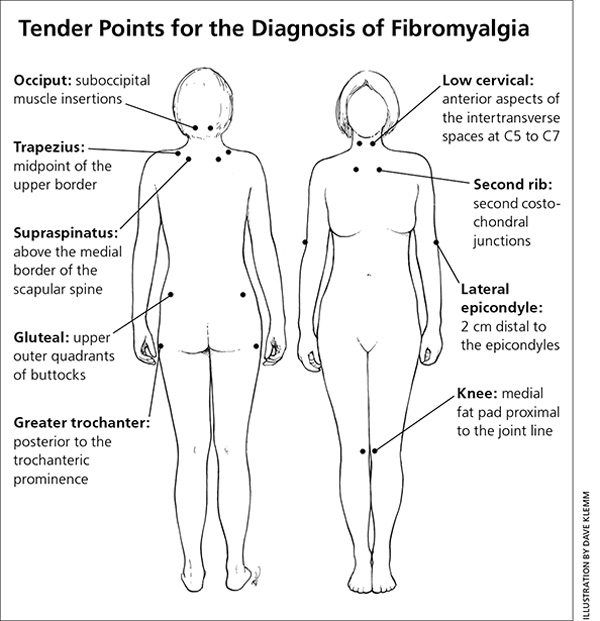 Tender Points for the Diagnosis of Fibromyalgia
Occiput: suboccipital
muscle insertions
Trapezius:
midpoint of the
upper border
Supraspinatus:
above the medial
border of the
scapular spine
Gluteal: upper
outer quadrants
of buttocks
Greater trochanter:
posterior to the
trochanteric
prominence
Low cervical:
anterior aspects of
the intertransverse
spaces at C5 to C7
Second rib:
second costo-
chondral
junctions
Lateral
epicondyle:
2 cm distal to
the epicondyles
Knee: medial
fat pad proximal
to the joint line
ILLUSTRATION BY DAVE KLEMM